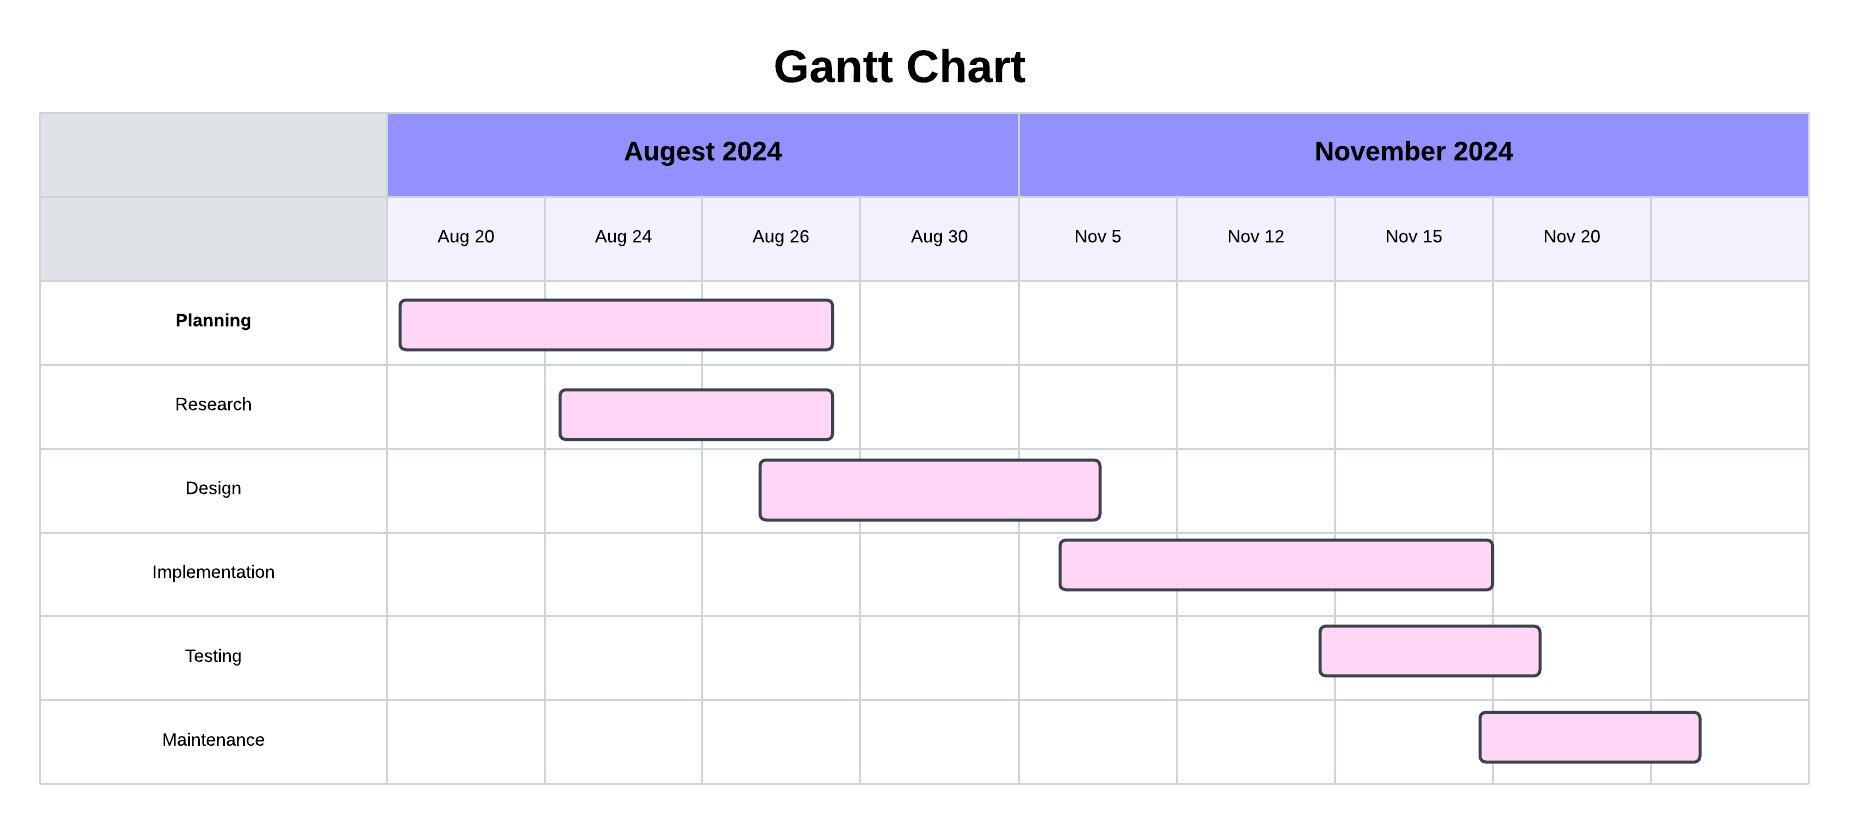 Gantt Chart
Augest 2024
November 2024
Aug 20
Aug 24
Aug 26
Aug 30
Nov 5
Nov 12
Nov 15
Nov 20
Planning
Research
Design
Implementation
Testing
Maintenance